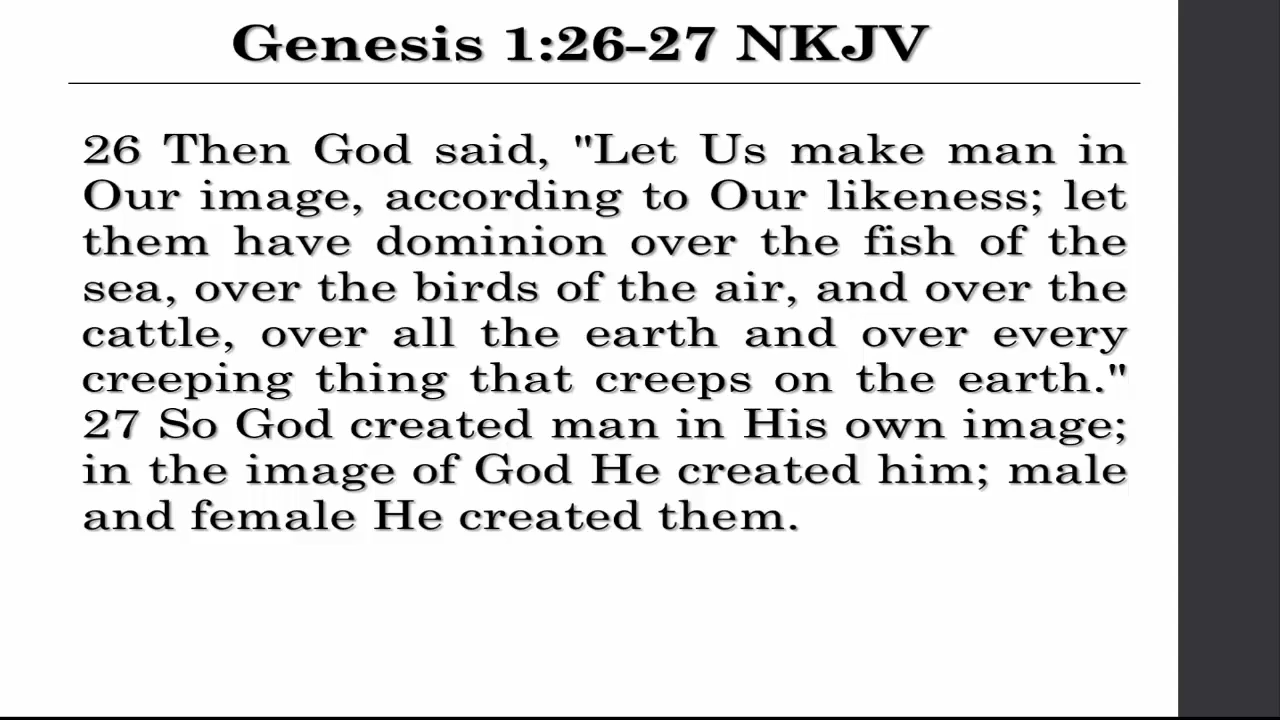 Genesis 1:26-27 NKJV
26 Then God said, "Let Us make man in
Our image, according to Our likeness; let
them have dominion over the fish of the
sea, over the birds of the air, and over the
cattle, over all the earth and over every
creeping thing that creeps on the earth."
27 So God created man in His own image;
in the image of God He created him; male
and female He created them.